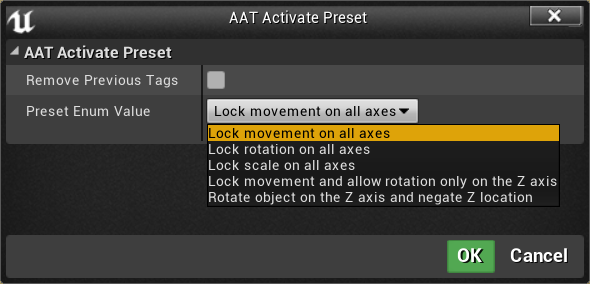 AAT Activate Preset
AAT Activate Preset
Remove Previous Tags
Preset Enum Value Lock movement on all axes
Lock movement on all axes
Lock rotation on all axes
Lock scale on all axes
Lock movement and allow rotation only on the Z axis
Rotate object on the Z axis and negate Z location
OK Cancel